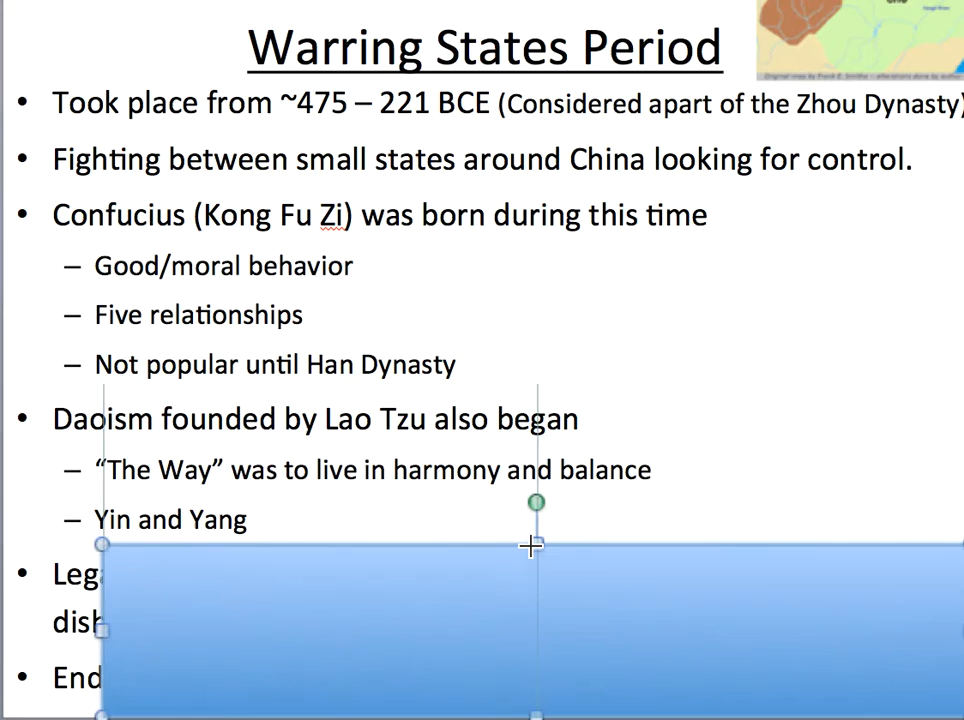 Warring States Period
• Took place from ~475 – 221 BCE (Considered apart of the Zhou Dynasty)
• Fighting between small states around China looking for control.
• Confucius (Kong Fu Zi) was born during this time
– Good/moral behavior
– Five relationships
– Not popular until Han Dynasty
• Daoism founded by Lao Tzu also began
– “The Way” was to live in harmony and balance
– Yin and Yang
• Leg
• End